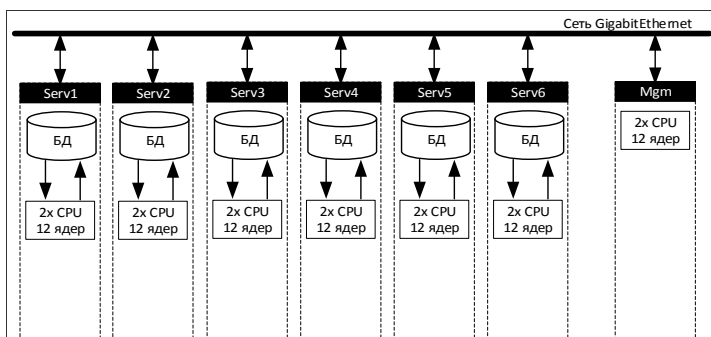 Сеть GigabitEthernet
Serv1
Serv2
Serv3
Serv4
Serv5
Serv6
Mgm
БД
БД
БД
БД
БД
БД
2x CPU
12 ядер
2x CPU
12 ядер
2x CPU
12 ядер
2x CPU
12 ядер
2x CPU
12 ядер
2x CPU
12 ядер
2x CPU
12 ядер